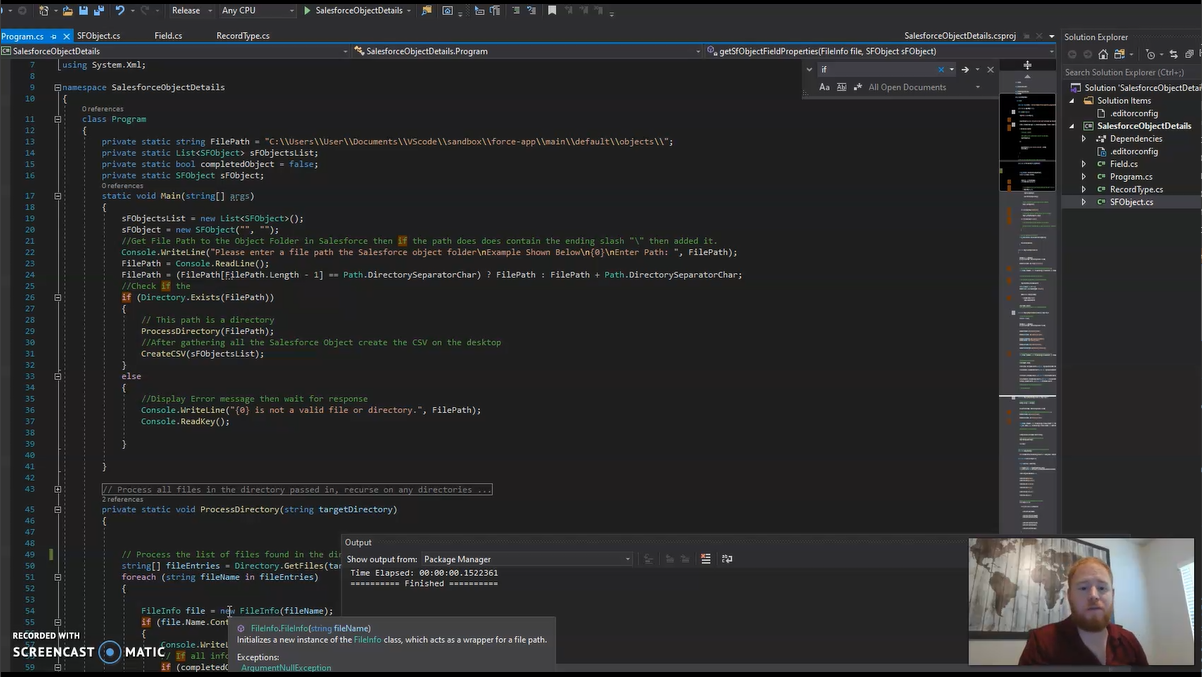 Release Any CPU SalesforceObjectDetails
Program.cs SFObject.cs Field.cs RecordType.cs SalesforceObjectDetails.csproj
SalesforceObjectDetails SalesforceObjectDetails.Program getSfObjectFieldProperties(FileInfo file, SFObject sfObject)
7 using System.Xml;
8
9 namespace SalesforceObjectDetails
10 {
0 references
11 class Program
12 {
13 private static string FilePath = "C:\\Users\\User\\Documents\\VScode\\sandbox\\force-app\\main\\default\\objects\\";
14 private static List<SFObject> sfObjectsList;
15 private static bool completedObject = false;
16 private static SFObject sfObject;
0 references
17 static void Main(string[] args)
18 {
19 sfObjectsList = new List<SFObject>();
20 sfObject = new SFObject("", "");
21 //Get File Path to the Object Folder in Salesforce then if the path does does contain the ending slash "\" then added it.
22 Console.WriteLine("Please enter a file path the Salesforce object folder\nExample Shown Below\n{0}\nEnter Path: ", FilePath);
23 FilePath = Console.ReadLine();
24 FilePath = (FilePath[FilePath.Length - 1] == Path.DirectorySeparatorChar) ? FilePath : FilePath + Path.DirectorySeparatorChar;
25 //Check if the
26 if (Directory.Exists(FilePath))
27 {
28 // This path is a directory
29 ProcessDirectory(FilePath);
30 //After gathering all the Salesforce Object create the CSV on the desktop
31 CreateCSV(sfObjectsList);
32 }
33 else
34 {
35 //Display Error message then wait for response
36 Console.WriteLine("{0} is not a valid file or directory.", FilePath);
37 Console.ReadKey();
38
39 }
40
41 }
42
43 // Process all files in the directory passed in, recurse on any directories ...
2 references
45 private static void ProcessDirectory(string targetDirectory)
46 {
47
48
49 // Process the list of files found in the di
50 string[] fileEntries = Directory.GetFiles(tar
51 foreach (string fileName in fileEntries)
52 {
53
54 FileInfo file = new FileInfo(fileName);
55 if (file.Name.Cont
56 {
57 Console.WriteL
58 // If all info
59 if (completedO
FileInfo.FileInfo(string fileName)
Initializes a new instance of the FileInfo class, which acts as a wrapper for a file path.
Exceptions:
ArgumentNullException
if
Aa All Open Documents
Output
Show output from: Package Manager
Time Elapsed: 00:00:00.1522361
========== Finished ==========
Solution Explorer
Search Solution Explorer (Ctrl+;)
Solution 'SalesforceObjectDetai
Solution Items
.editorconfig
SalesforceObjectDetails
Dependencies
.editorconfig
Field.cs
Program.cs
RecordType.cs
SFObject.cs
RECORDED WITH
SCREENCAST MATIC